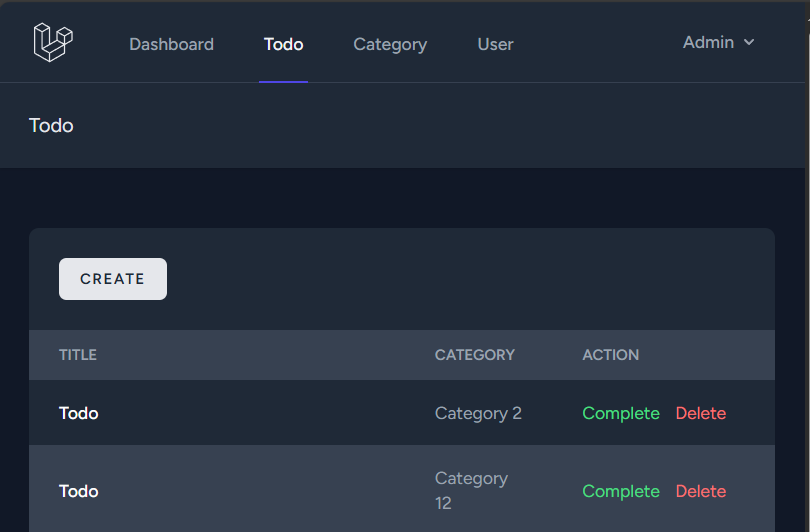 Dashboard Todo Category User Admin
Todo
CREATE
TITLE CATEGORY ACTION
Todo Category 2 Complete Delete
Todo Category 12 Complete Delete